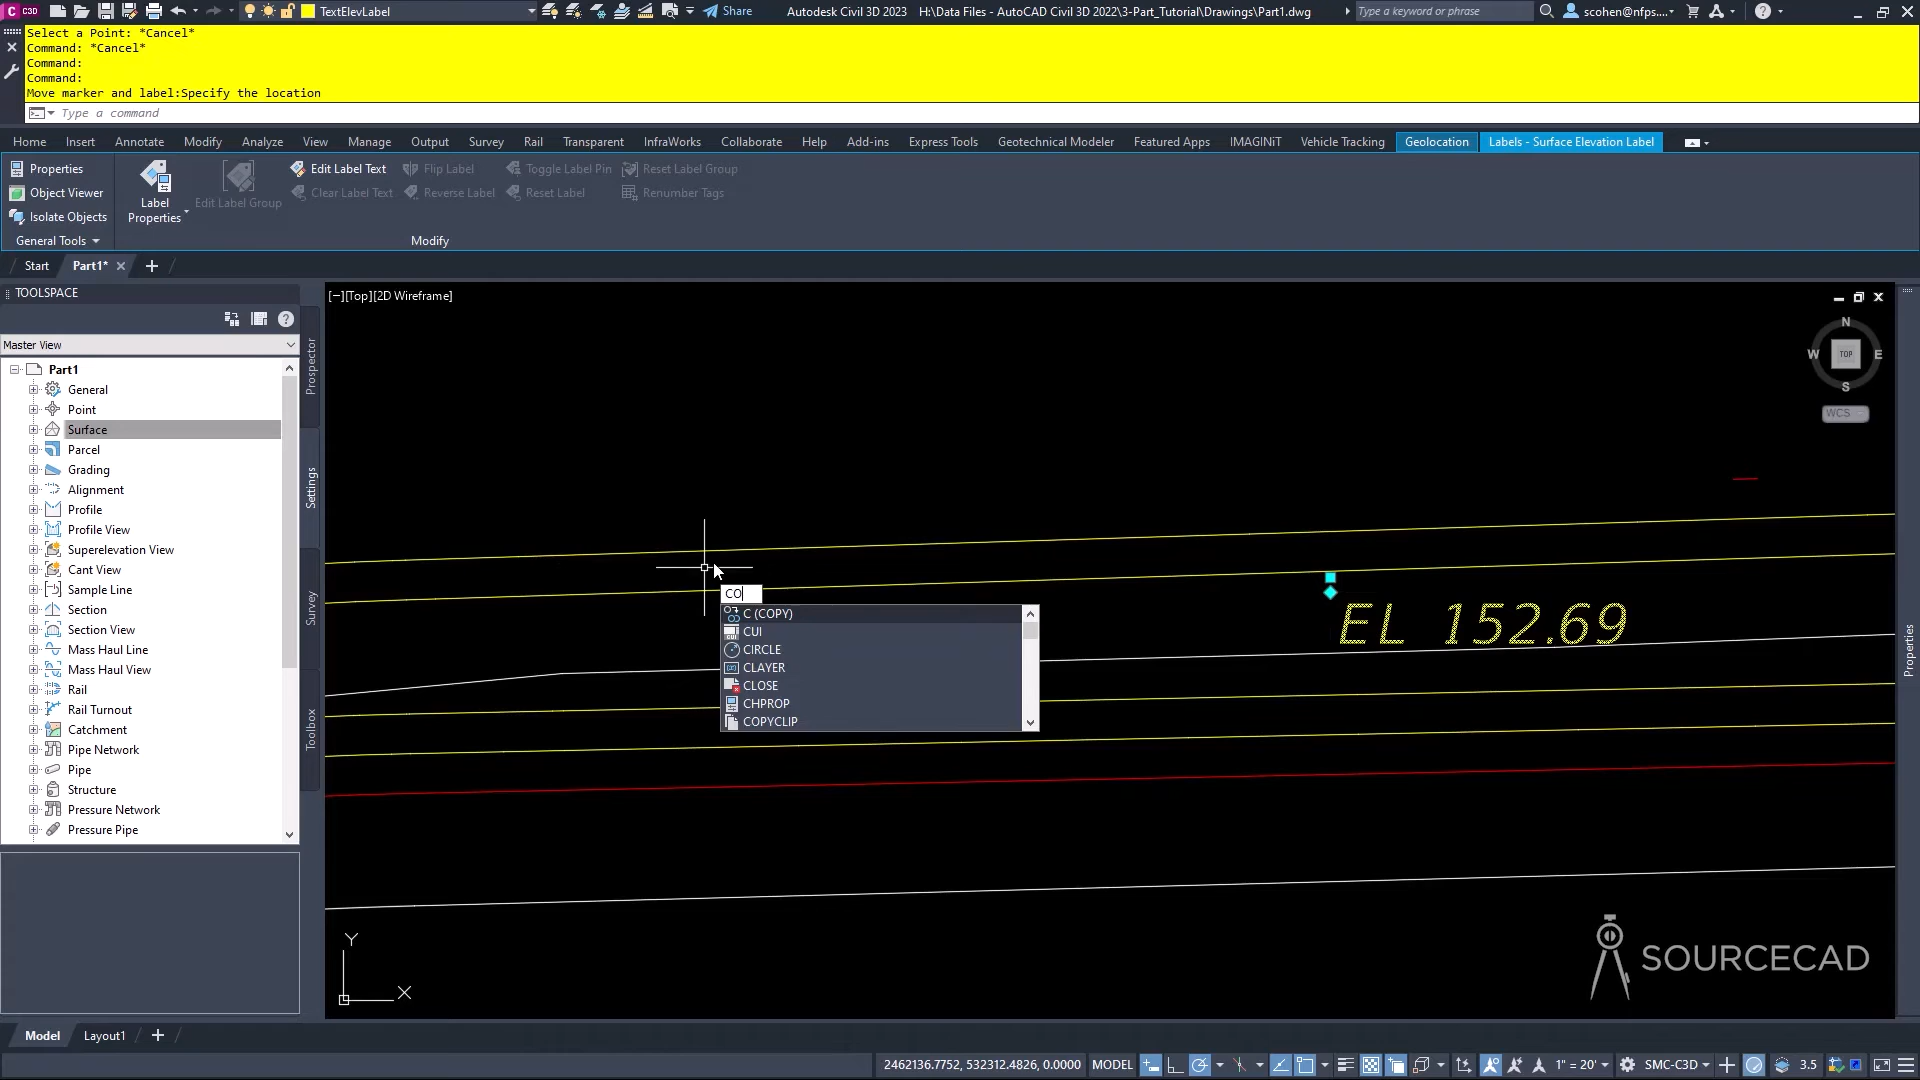 C C3D TextElevLabel Share Autodesk Civil 3D 2023 H:\Data Files - AutoCAD Civil 3D 2022\3-Part_Tutorial\Drawings\Part1.dwg Type a keyword or phrase scohen@nfps....
Select a Point: *Cancel*
Command: *Cancel*
Command:
Command:
Move marker and label:Specify the location
Type a command
Home Insert Annotate Modify Analyze View Manage Output Survey Rail Transparent InfraWorks Collaborate Help Add-ins Express Tools Geotechnical Modeler Featured Apps IMAGINiT Vehicle Tracking Geolocation Labels - Surface Elevation Label
Properties
Object Viewer
Isolate Objects
General Tools
Label
Properties
Edit Label Group
Edit Label Text Flip Label Toggle Label Pin Reset Label Group
Clear Label Text Reverse Label Reset Label Renumber Tags
Modify
Start Part1*
TOOLSPACE
Master View
Part1
General
Point
Surface
Parcel
Grading
Alignment
Profile
Profile View
Superelevation View
Cant View
Sample Line
Section
Section View
Mass Haul Line
Mass Haul View
Rail
Rail Turnout
Catchment
Pipe Network
Pipe
Structure
Pressure Network
Pressure Pipe
Prospector
Settings
Survey
Toolbox
[−][Top][2D Wireframe]
N
W TOP E
S
WCS
CO
C (COPY)
CUI
CIRCLE
CLAYER
CLOSE
CHPROP
COPYCLIP
EL 152.69
Properties
Y
X
SOURCECAD
Model Layout1
2462136.7752, 532312.4826, 0.0000 MODEL 1" = 20' SMC-C3D 3.5